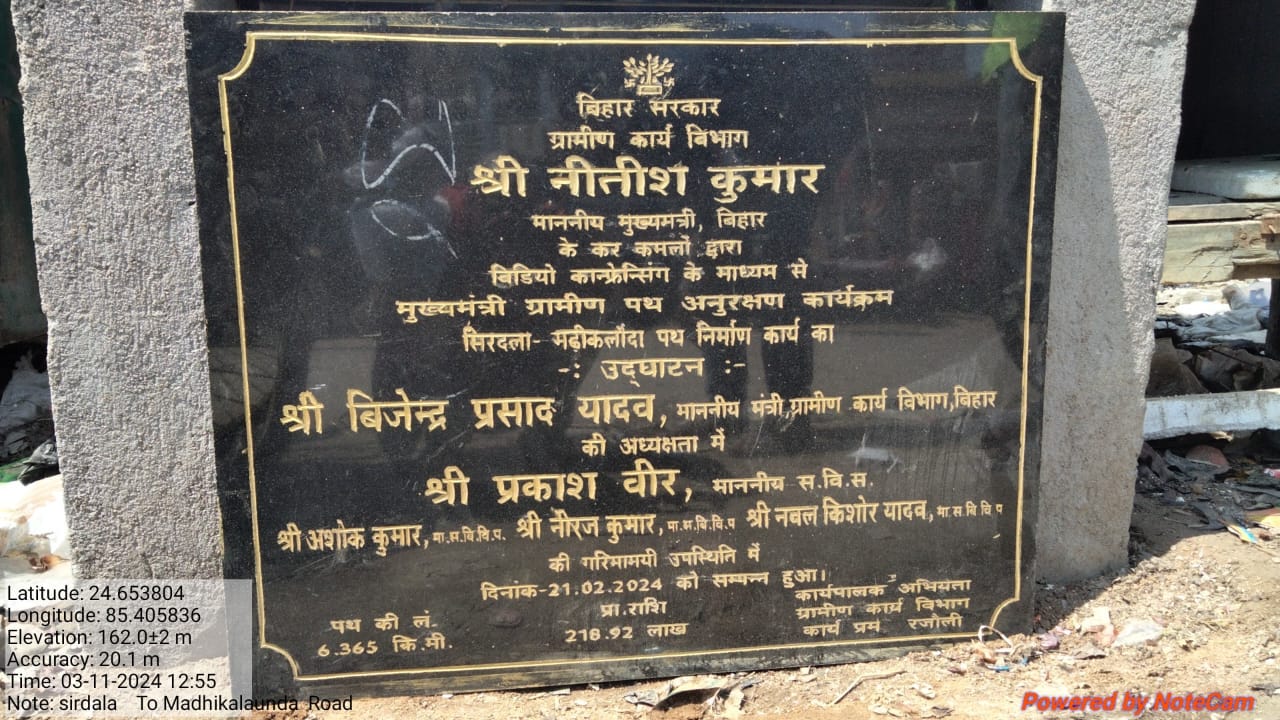 बिहार सरकार
ग्रामीण कार्य विभाग
श्री नीतीश कुमार
माननीय मुख्यमत्री, बिहार
के कर कमलों द्वारा
विडियो कान्फ्रेन्सिंग के माध्यम से
मुख्यमंत्री ग्रामीण पथ अनुरक्षण कार्यक्रम
सिरदला- मढ़ीकलौंदा पथ निर्माण कार्य का
-: उद्घाटन :-
श्री बिजेन्द्र प्रसाद यादव, माननीय मंत्री,ग्रामीण कार्य विभाग,बिहार
की अध्यक्षता में
श्री प्रकाश वीर, माननीय स.वि.स.
श्री अशोक कुमार, मा.स.वि.वि.प. श्री नीरज कुमार, मा.स.वि.वि.प श्री नबल किशोर यादव, मा स वि वि प
की गरिमामयी उपस्थिति में
दिनांक-21.02.2024 को सम्पन्न हुआ।
पथ की लं.
6.365 कि.मी.
प्रा.राशि
218.92 लाख
कार्यपालक अभियंता
ग्रामीण कार्य विभाग
कार्य प्रमं रजौली
Latitude: 24.653804
Longitude: 85.405836
Elevation: 162.0±2 m
Accuracy: 20.1 m
Time: 03-11-2024 12:55
Note: sirdala To Madhikalaunda Road
Powered by NoteCam